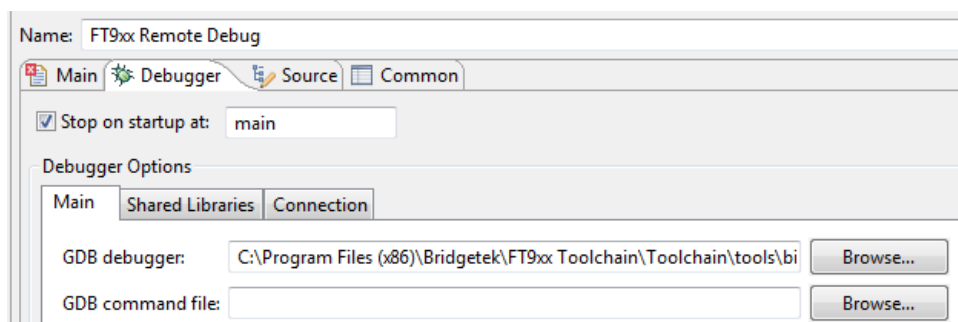 Name: FT9xx Remote Debug
Main Debugger Source Common
Stop on startup at: main
Debugger Options
Main Shared Libraries Connection
GDB debugger: C:\Program Files (x86)\Bridgetek\FT9xx Toolchain\Toolchain\tools\bi Browse...
GDB command file: Browse...